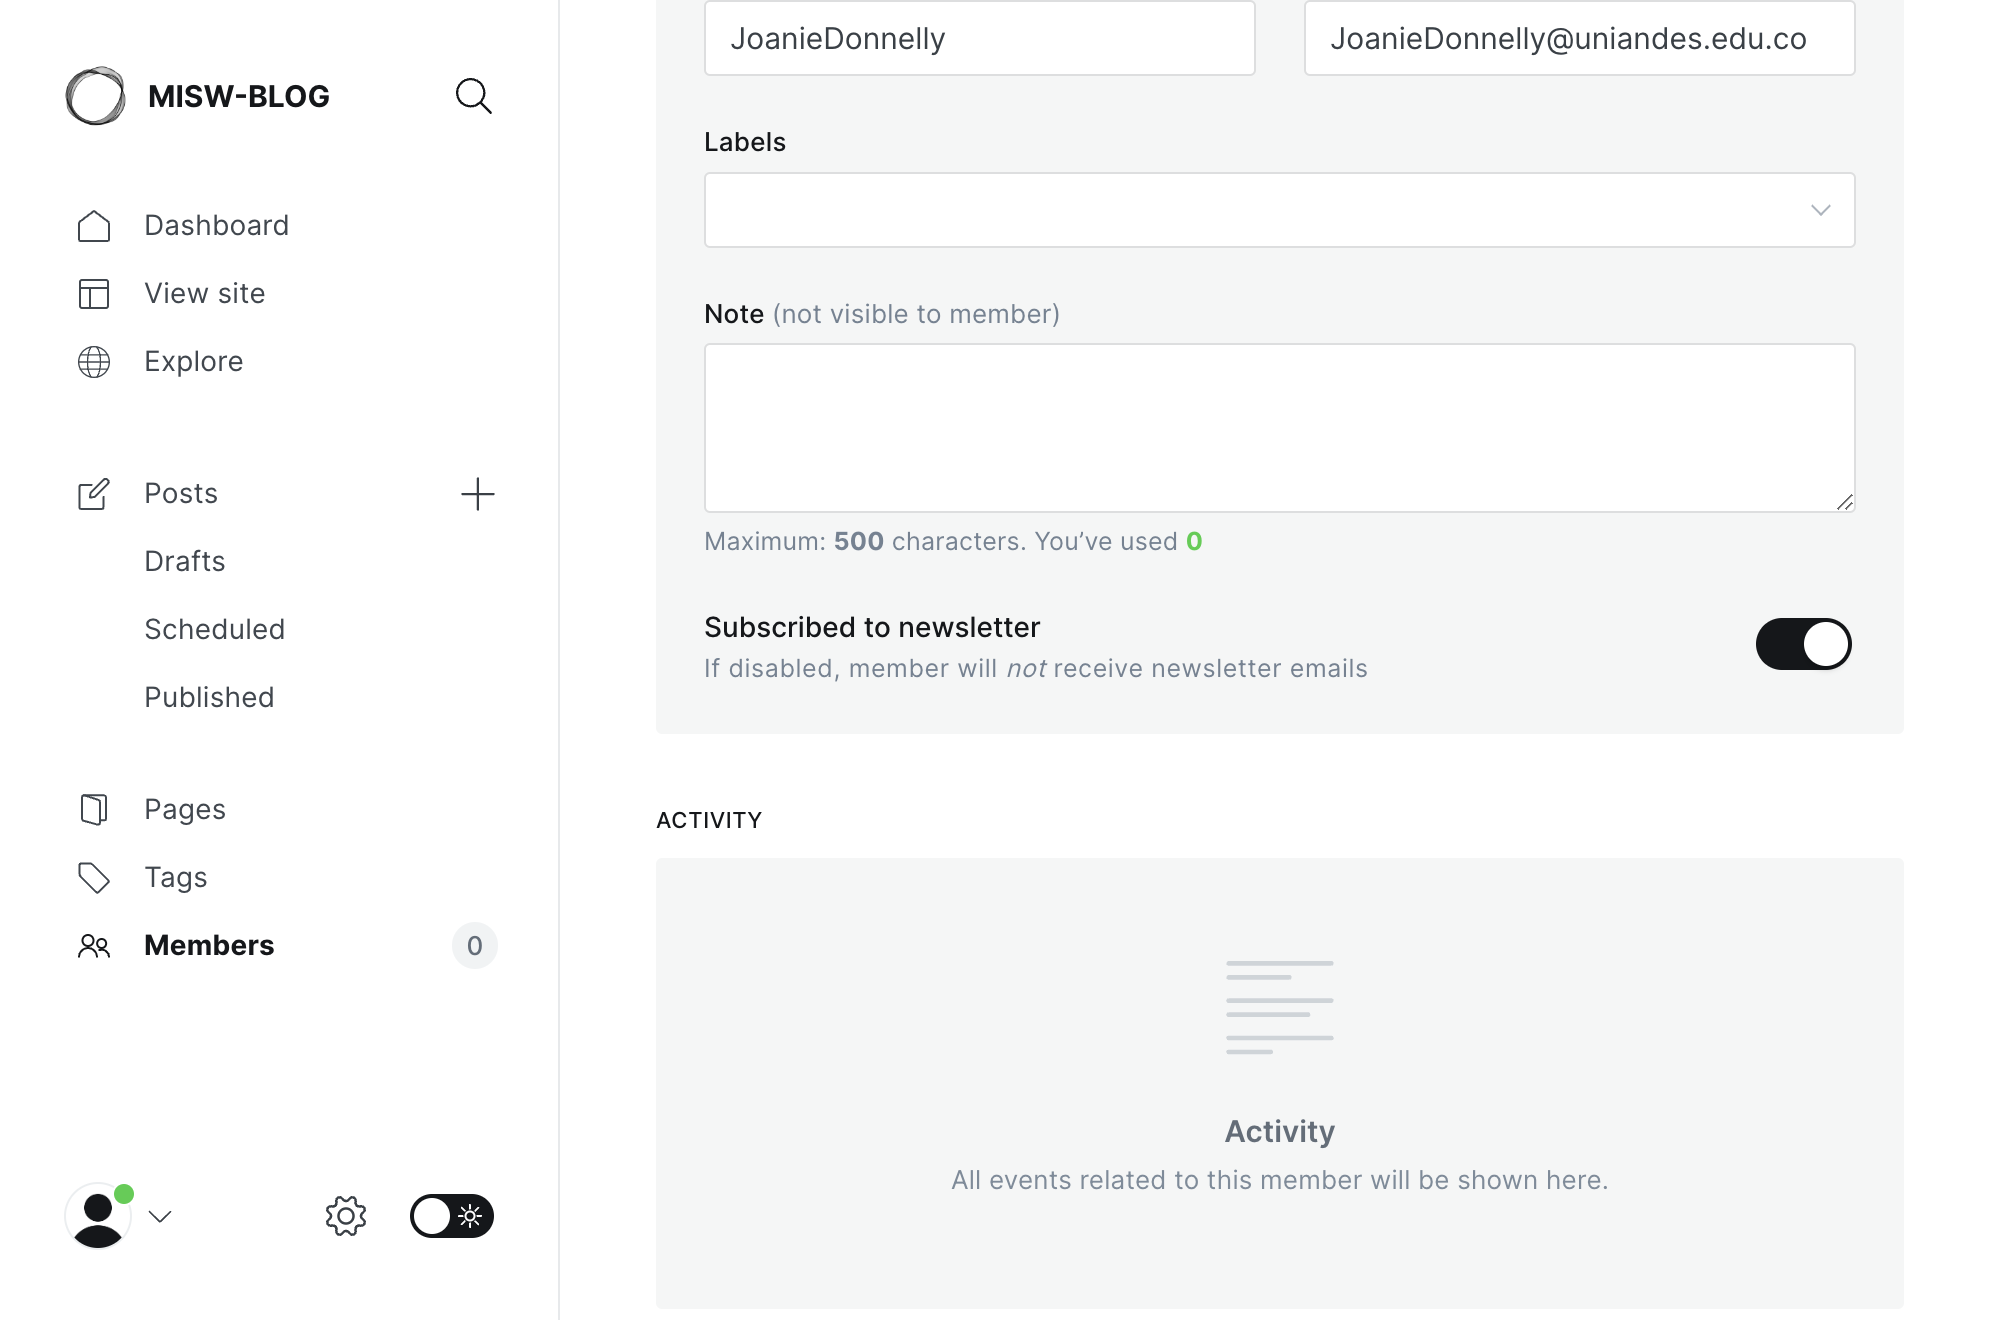 MISW-BLOG
Dashboard
View site
Explore
Posts
Drafts
Scheduled
Published
Pages
Tags
Members 0
JoanieDonnelly
JoanieDonnelly@uniandes.edu.co
Labels
Note (not visible to member)
Maximum: 500 characters. You’ve used 0
Subscribed to newsletter
If disabled, member will not receive newsletter emails
ACTIVITY
Activity
All events related to this member will be shown here.